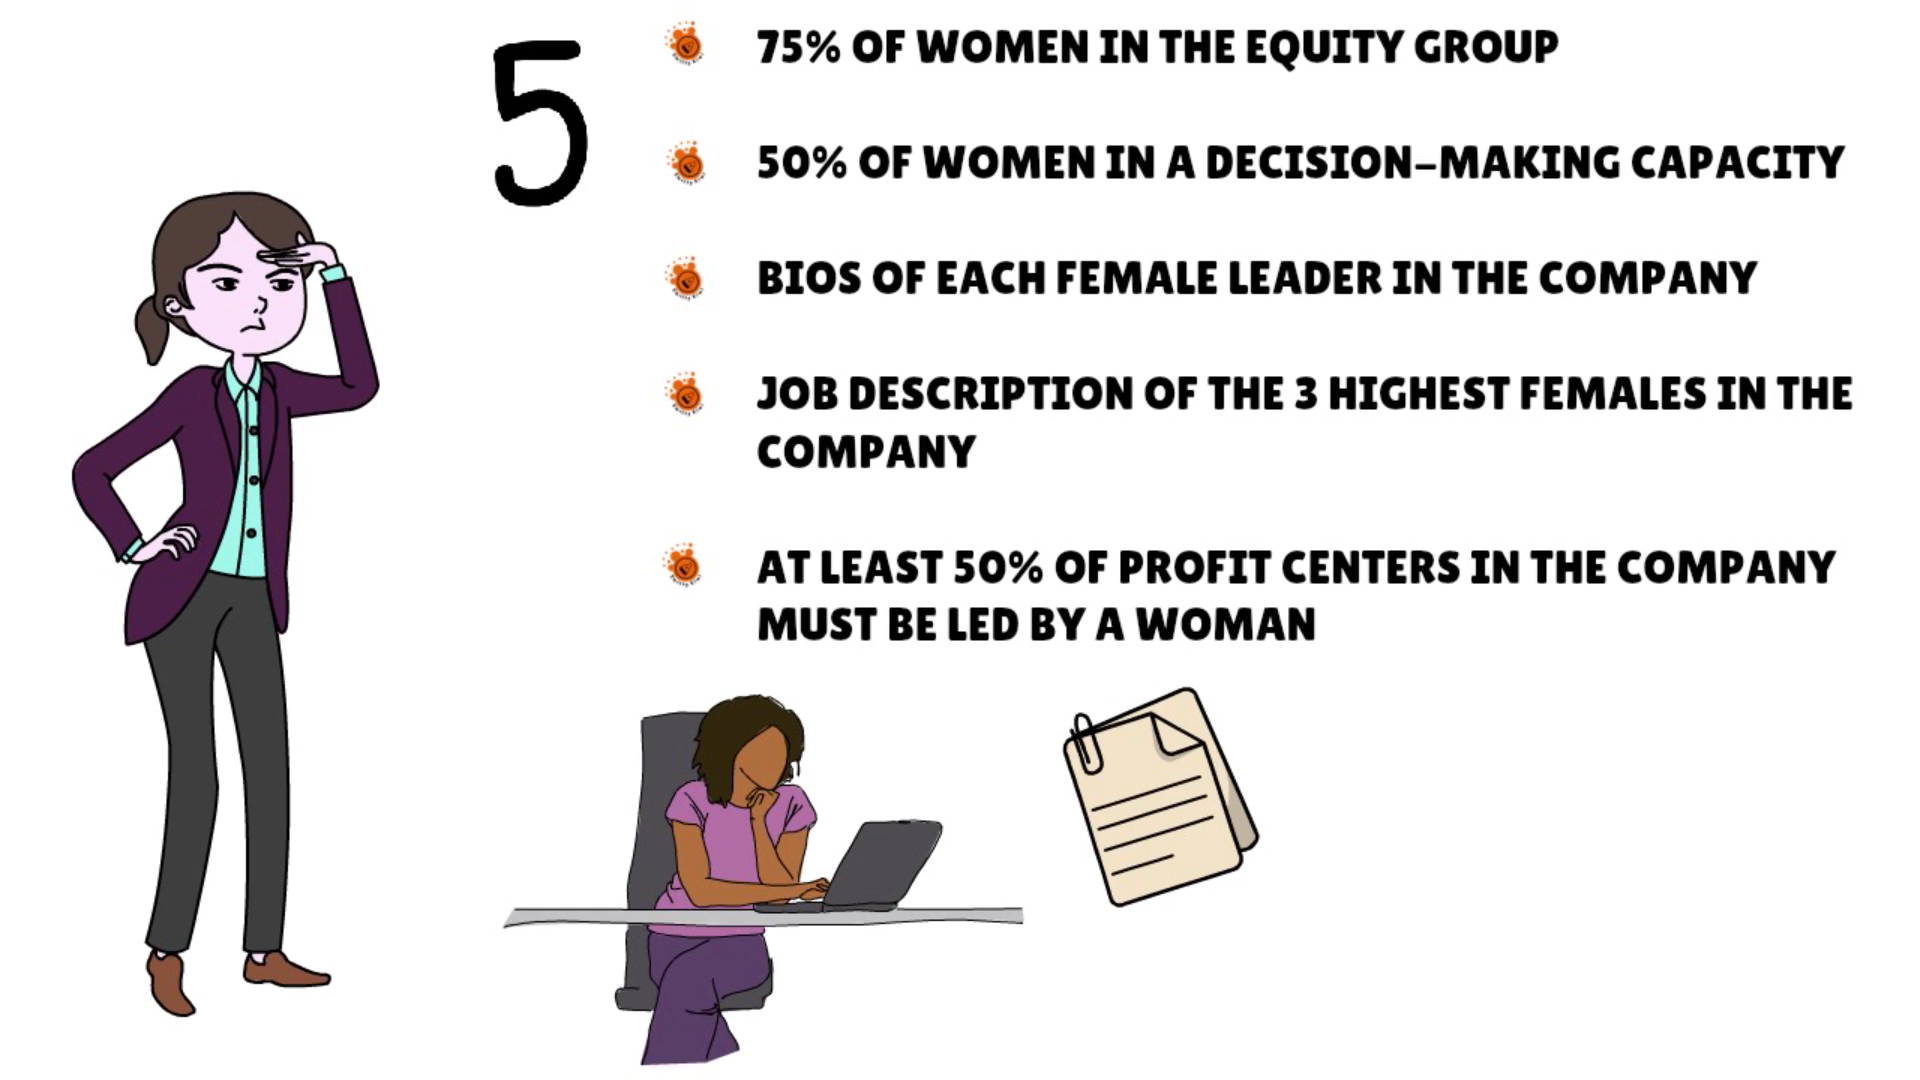 5
75% OF WOMEN IN THE EQUITY GROUP
50% OF WOMEN IN A DECISION-MAKING CAPACITY
BIOS OF EACH FEMALE LEADER IN THE COMPANY
JOB DESCRIPTION OF THE 3 HIGHEST FEMALES IN THE
COMPANY
AT LEAST 50% OF PROFIT CENTERS IN THE COMPANY
MUST BE LED BY A WOMAN